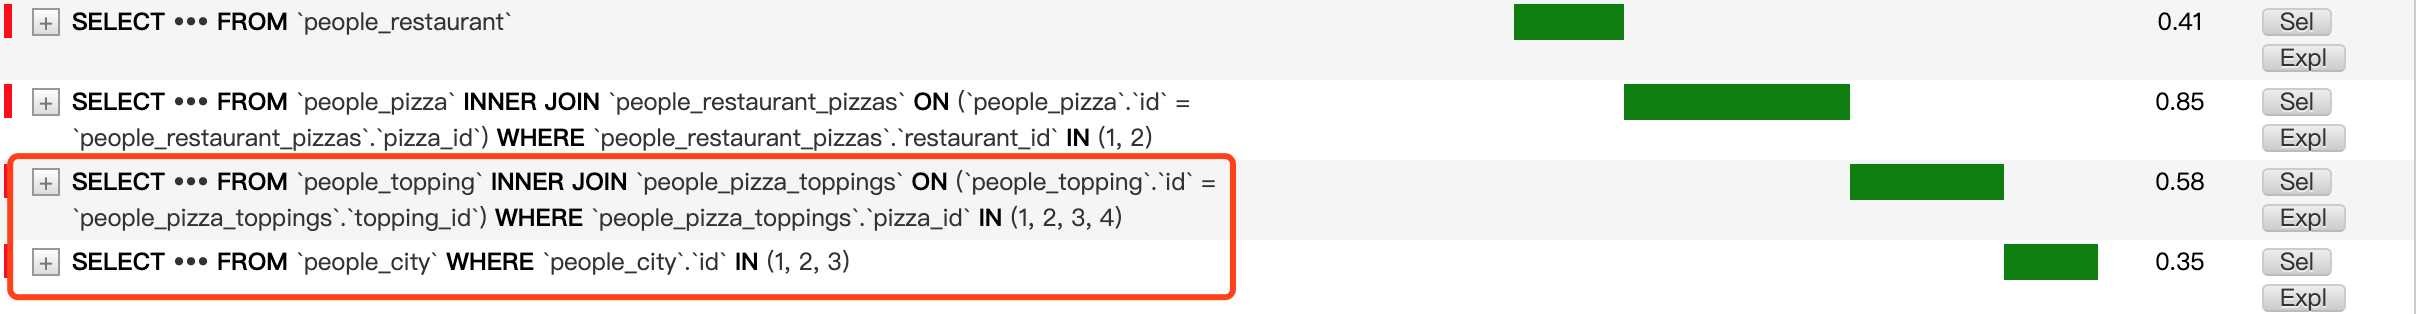 + SELECT ••• FROM `people_restaurant` 0.41 Sel
Expl
+ SELECT ••• FROM `people_pizza` INNER JOIN `people_restaurant_pizzas` ON (`people_pizza`.`id` = 0.85 Sel
`people_restaurant_pizzas`.`pizza_id`) WHERE `people_restaurant_pizzas`.`restaurant_id` IN (1, 2) Expl
+ SELECT ••• FROM `people_topping` INNER JOIN `people_pizza_toppings` ON (`people_topping`.`id` = 0.58 Sel
`people_pizza_toppings`.`topping_id`) WHERE `people_pizza_toppings`.`pizza_id` IN (1, 2, 3, 4) Expl
+ SELECT ••• FROM `people_city` WHERE `people_city`.`id` IN (1, 2, 3) 0.35 Sel
Expl